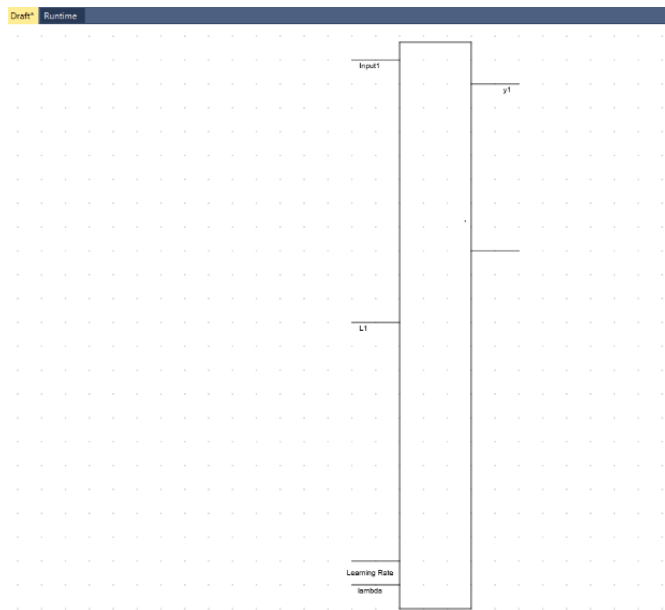 Draft* Runtime
Input1
y1
L1
Learning Rate
lambda